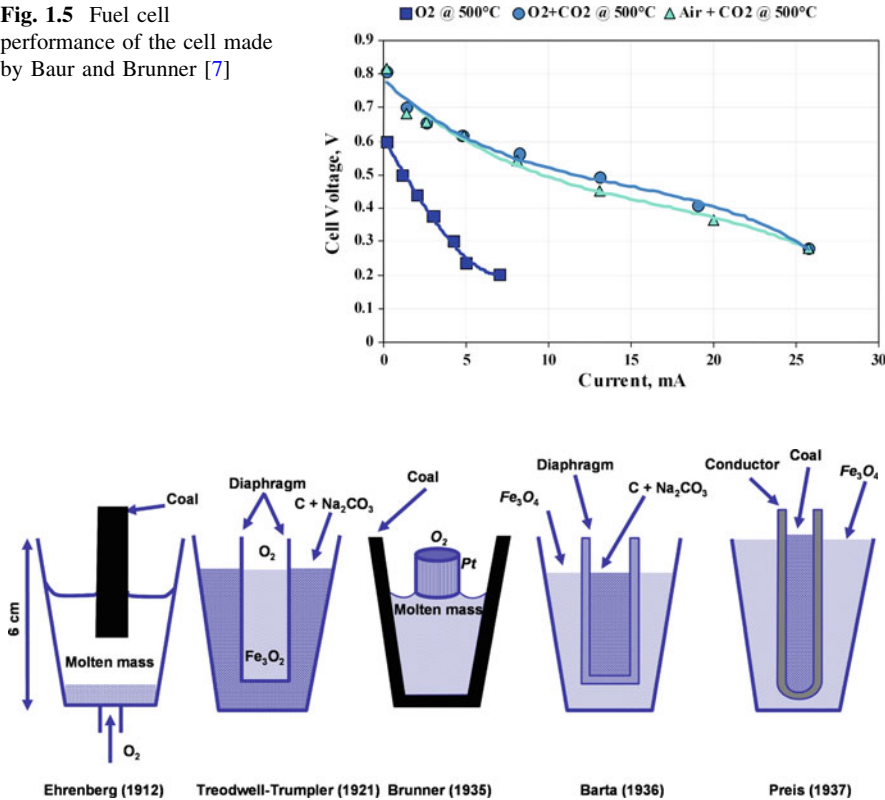 Fig. 1.5 Fuel cell
performance of the cell made
by Baur and Brunner [7]
O2 @ 500°C O2+CO2 @ 500°C Air + CO2 @ 500°C
Cell Voltage, V
0.9
0.8
0.7
0.6
0.5
0.4
0.3
0.2
0.1
0
0 5 10 15 20 25 30
Current, mA
Coal
Diaphragm
C + Na₂CO₃
O₂
Fe₃O₂
Coal
O₂
Pt
Molten mass
Diaphragm
Fe₃O₄
C + Na₂CO₃
Conductor
Coal
Fe₃O₄
6 cm
Molten mass
O₂
Ehrenberg (1912) Treodwell-Trumpler (1921) Brunner (1935) Barta (1936) Preis (1937)